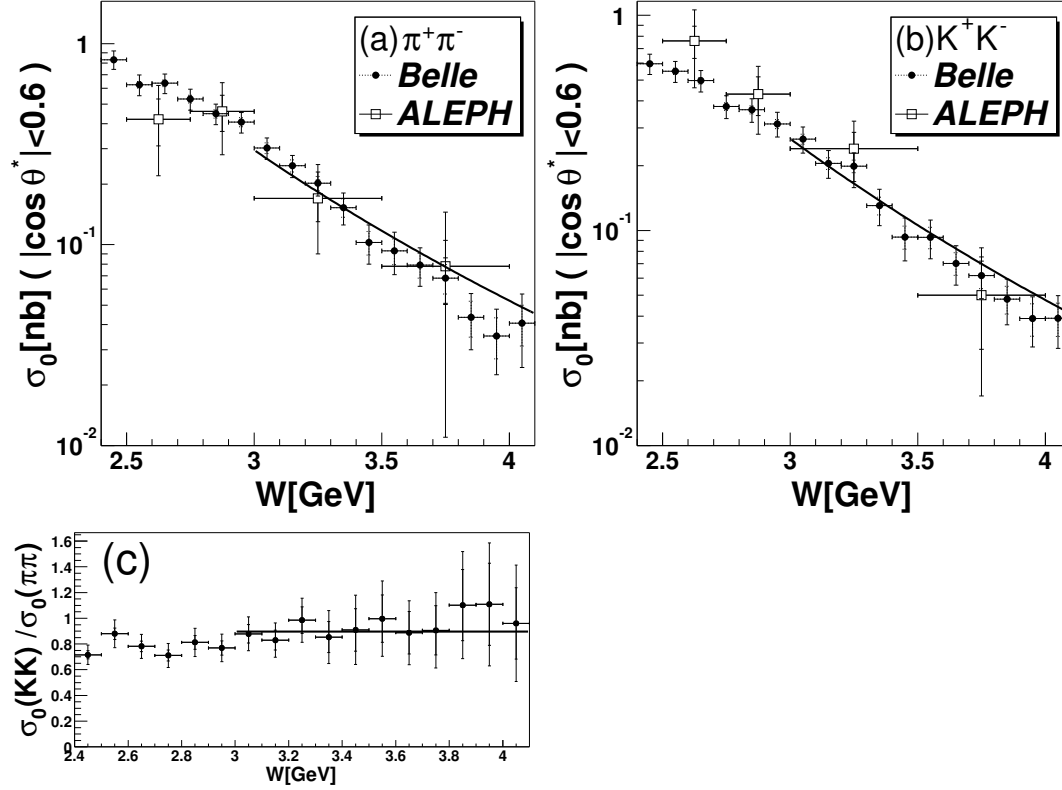 σ₀[nb] ( |cos θ* |<0.6)
1
10⁻¹
10⁻²
(a) π⁺π⁻
Belle
ALEPH
2.5 3 3.5 4
W[GeV]
σ₀[nb] ( |cos θ* |<0.6)
1
10⁻¹
10⁻²
(b) K⁺K⁻
Belle
ALEPH
2.5 3 3.5 4
W[GeV]
σ₀(KK) /σ₀(ππ)
1.6
1.4
1.2
1
0.8
0.6
0.4
0.2
0
(c)
2.4 2.6 2.8 3 3.2 3.4 3.6 3.8 4
W[GeV]